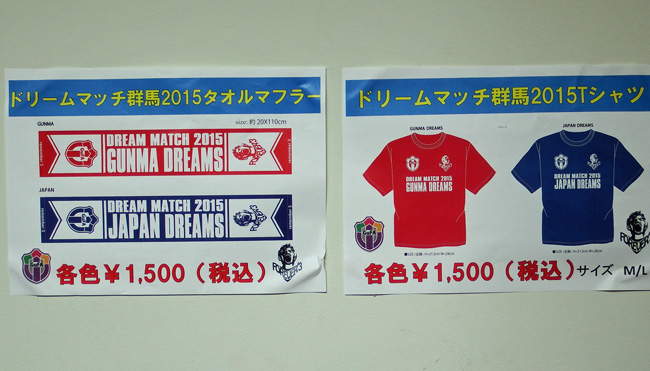 ドリームマッチ群馬2015タオルマフラー
GUNMA
size: 約 20X110cm
DREAM MATCH 2015
GUNMA DREAMS
JAPAN
DREAM MATCH 2015
JAPAN DREAMS
各色¥1,500(税込)
FOREVER3
ドリームマッチ群馬2015Tシャツ
GUNMA DREAMS
JAPAN DREAMS
DREAM MATCH 2015
GUNMA DREAMS
DREAM MATCH 2015
JAPAN DREAMS
FOREVER3
各色¥1,500(税込)サイズ M/L